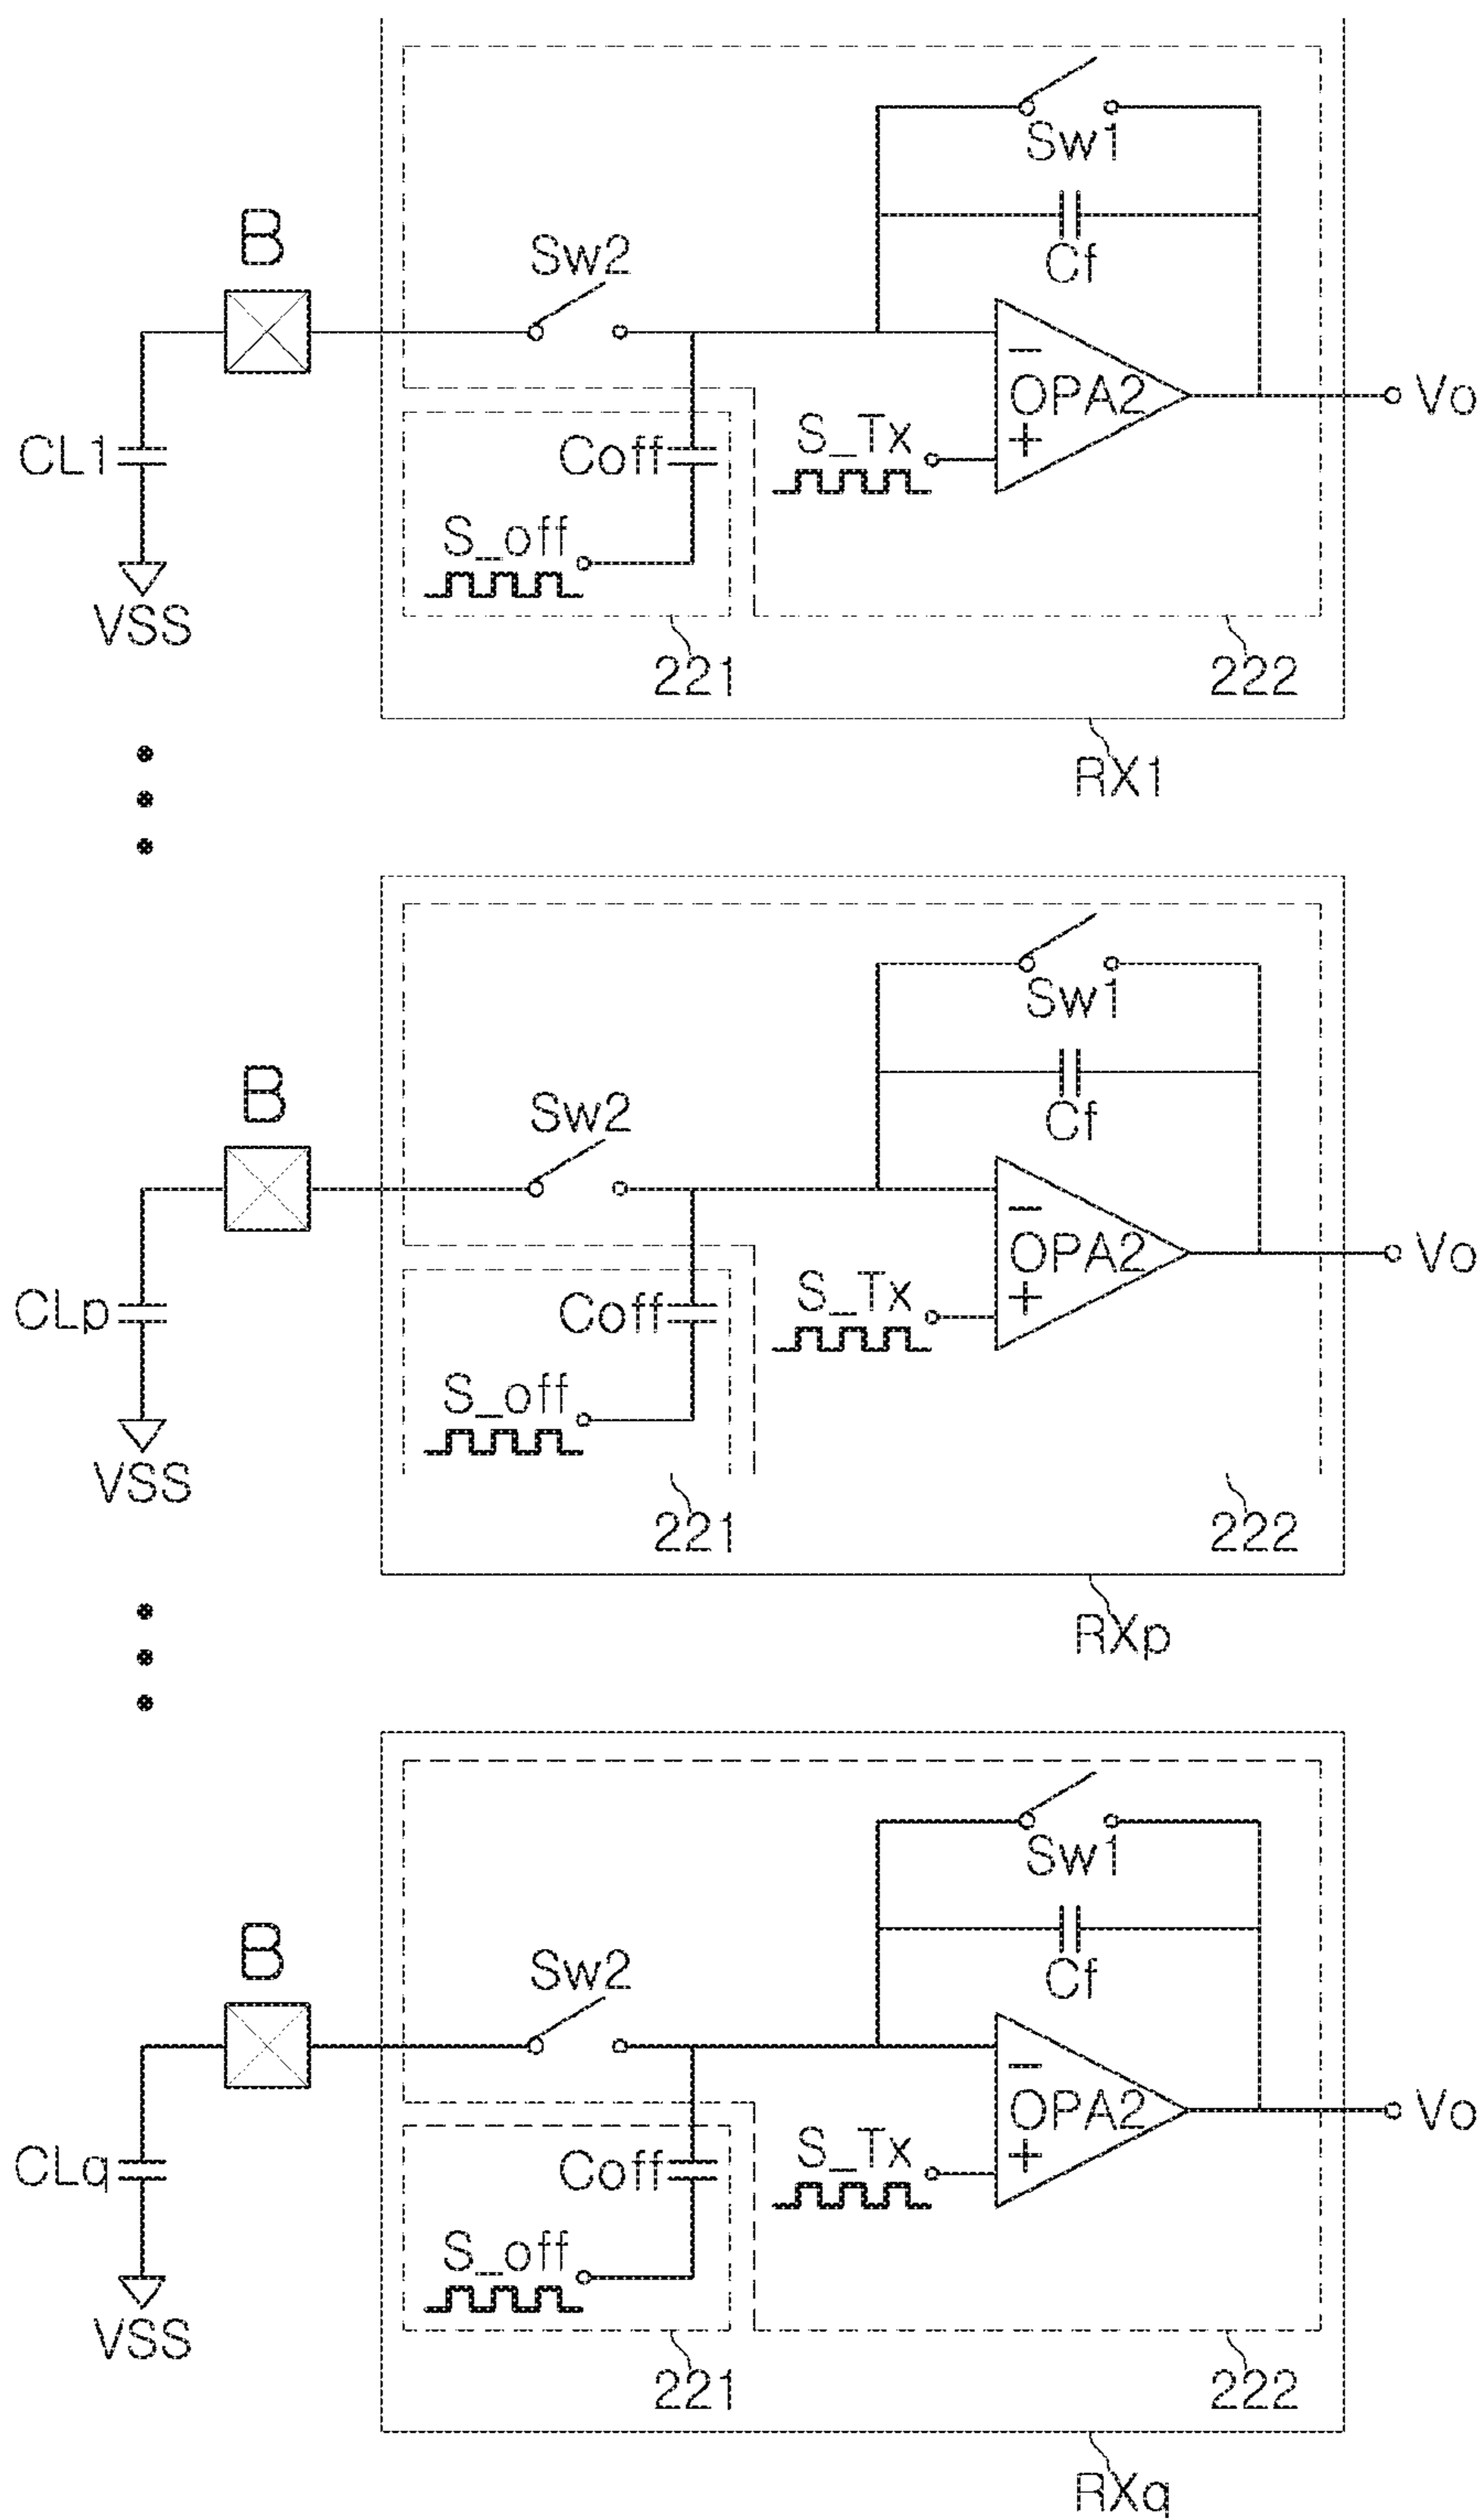 Sw1
B
Sw2
Cf
−
OPA2
+
Vo
CL1
Coff
S_Tx
S_off
VSS
221
222
RX1
Sw1
B
Sw2
Cf
−
OPA2
+
Vo
CLp
Coff
S_Tx
S_off
VSS
221
222
RXp
Sw1
B
Sw2
Cf
−
OPA2
+
Vo
CLq
Coff
S_Tx
S_off
VSS
221
222
RXq